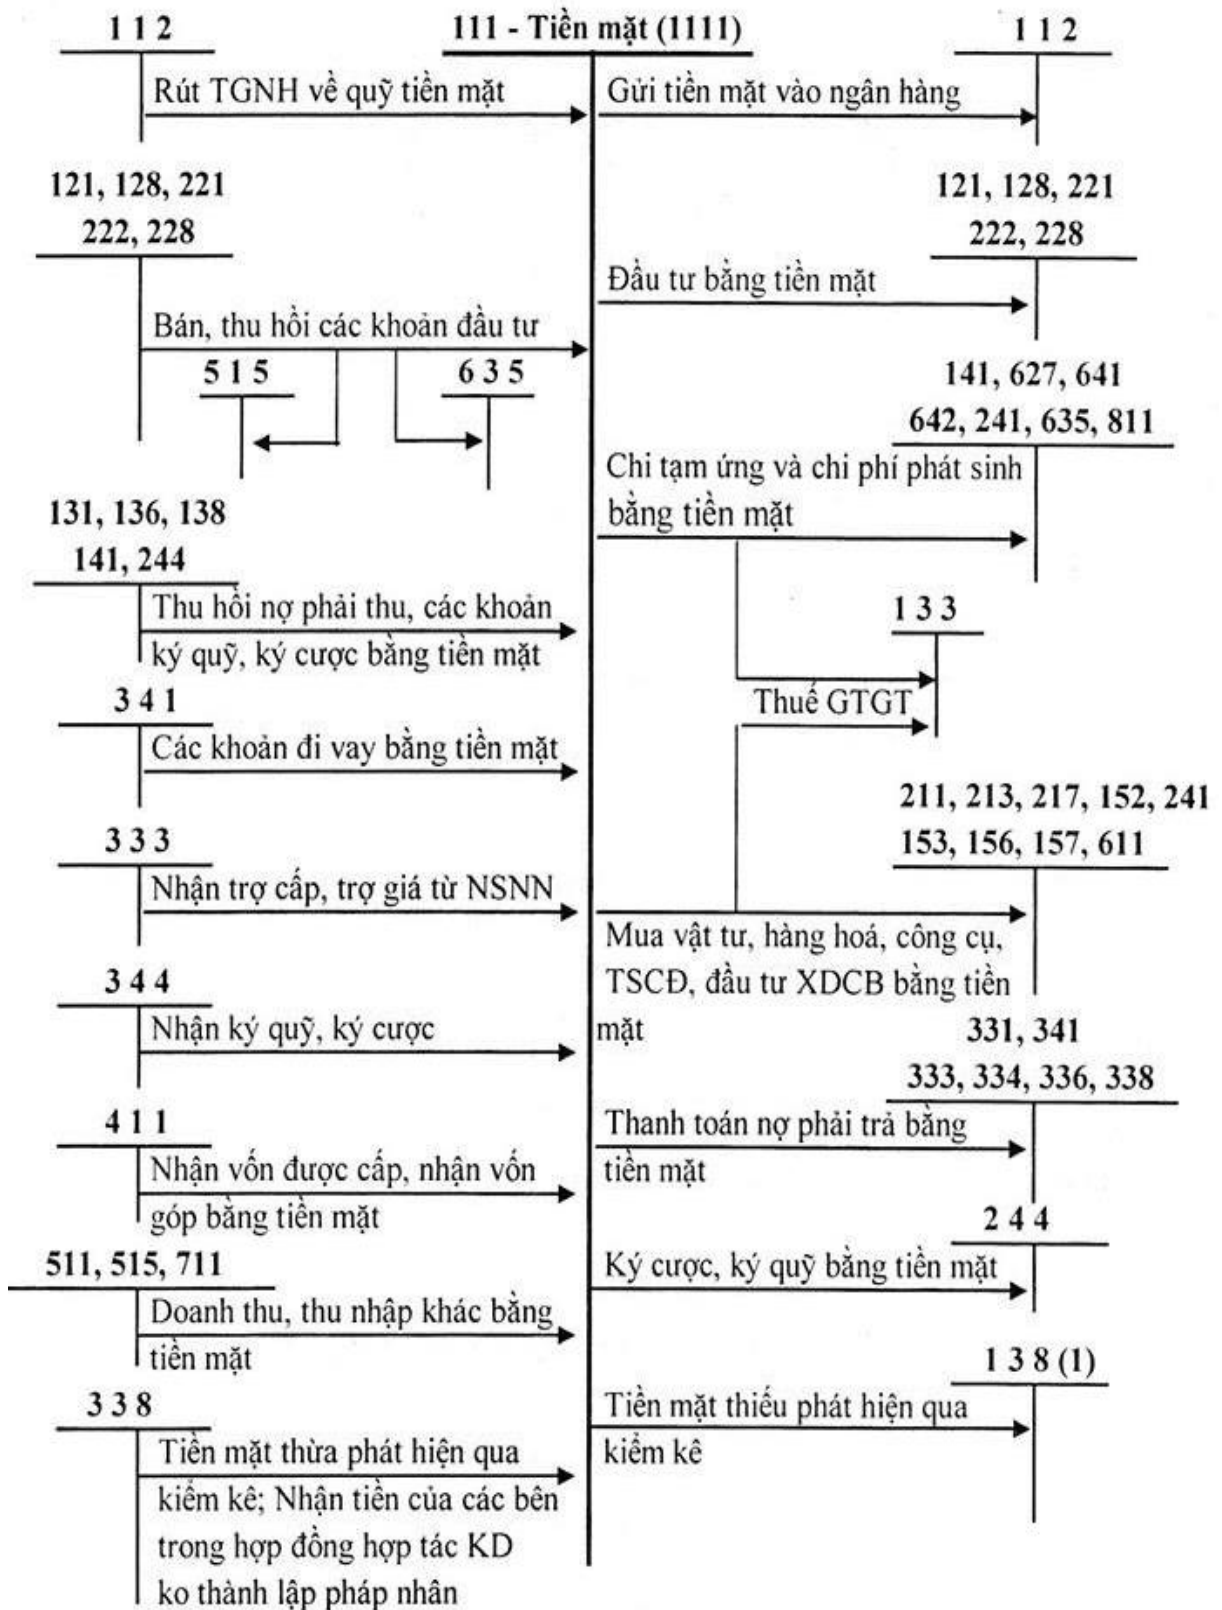 1 1 2
111 - Tiền mặt (1111)
1 1 2
Rút TGNH về quỹ tiền mặt
Gửi tiền mặt vào ngân hàng
121, 128, 221
222, 228
121, 128, 221
222, 228
Đầu tư bằng tiền mặt
Bán, thu hồi các khoản đầu tư
5 1 5
6 3 5
141, 627, 641
642, 241, 635, 811
Chi tạm ứng và chi phí phát sinh
bằng tiền mặt
131, 136, 138
141, 244
Thu hồi nợ phải thu, các khoản
ký quỹ, ký cược bằng tiền mặt
1 3 3
Thuế GTGT
3 4 1
Các khoản đi vay bằng tiền mặt
211, 213, 217, 152, 241
153, 156, 157, 611
3 3 3
Nhận trợ cấp, trợ giá từ NSNN
Mua vật tư, hàng hoá, công cụ,
TSCĐ, đầu tư XDCB bằng tiền
mặt
3 4 4
Nhận ký quỹ, ký cược
331, 341
333, 334, 336, 338
4 1 1
Nhận vốn được cấp, nhận vốn
góp bằng tiền mặt
Thanh toán nợ phải trả bằng
tiền mặt
2 4 4
Ký cược, ký quỹ bằng tiền mặt
511, 515, 711
Doanh thu, thu nhập khác bằng
tiền mặt
1 3 8 (1)
Tiền mặt thiếu phát hiện qua
kiểm kê
3 3 8
Tiền mặt thừa phát hiện qua
kiểm kê; Nhận tiền của các bên
trong hợp đồng hợp tác KD
ko thành lập pháp nhân